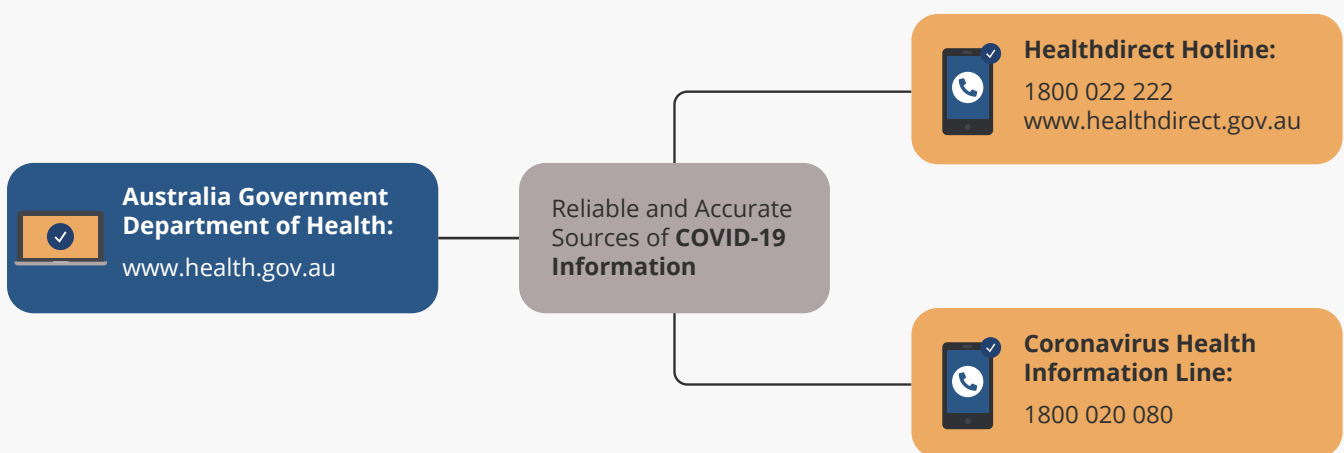 Australia Government
Department of Health:
www.health.gov.au
Reliable and Accurate
Sources of COVID-19
Information
Healthdirect Hotline:
1800 022 222
www.healthdirect.gov.au
Coronavirus Health
Information Line:
1800 020 080